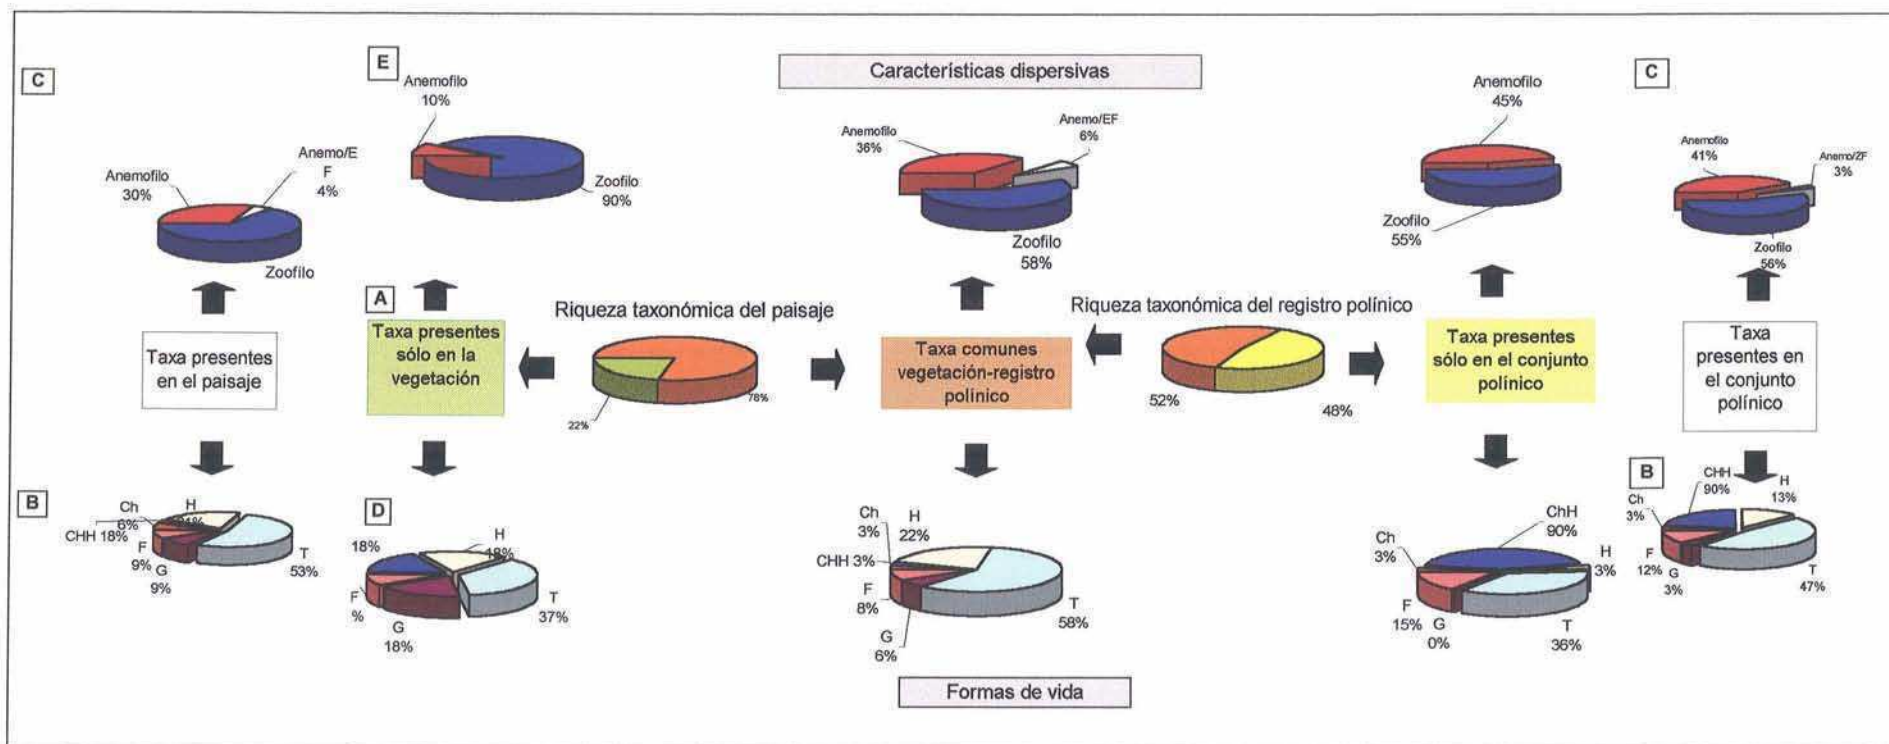 C
E
Características dispersivas
C
Anemofilo
30%
Anemo/E
F
4%
Zoofilo
Anemofilo
10%
Zoofilo
90%
Anemofilo
36%
Anemo/EF
6%
Zoofilo
58%
Anemofilo
45%
Zoofilo
55%
Anemofilo
41%
Anemo/ZF
3%
Zoofilo
56%
A
Taxa presentes
en el paisaje
Taxa presentes
sólo en la
vegetación
Riqueza taxonómica del paisaje
78%
22%
Taxa comunes
vegetación-registro
polínico
Riqueza taxonómica del registro polínico
52%
48%
Taxa presentes
sólo en el conjunto
polínico
Taxa
presentes en
el conjunto
polínico
B
Ch
6%
H
CHH 18%
F
9%
G
9%
T
53%
D
18%
H
18%
F
%
G
18%
T
37%
Ch
3%
H
22%
CHH 3%
F
8%
G
6%
T
58%
Ch
3%
ChH
90%
H
3%
F
15%
G
0%
T
36%
B
CHH
90%
H
13%
Ch
3%
F
12%
G
3%
T
47%
Formas de vida